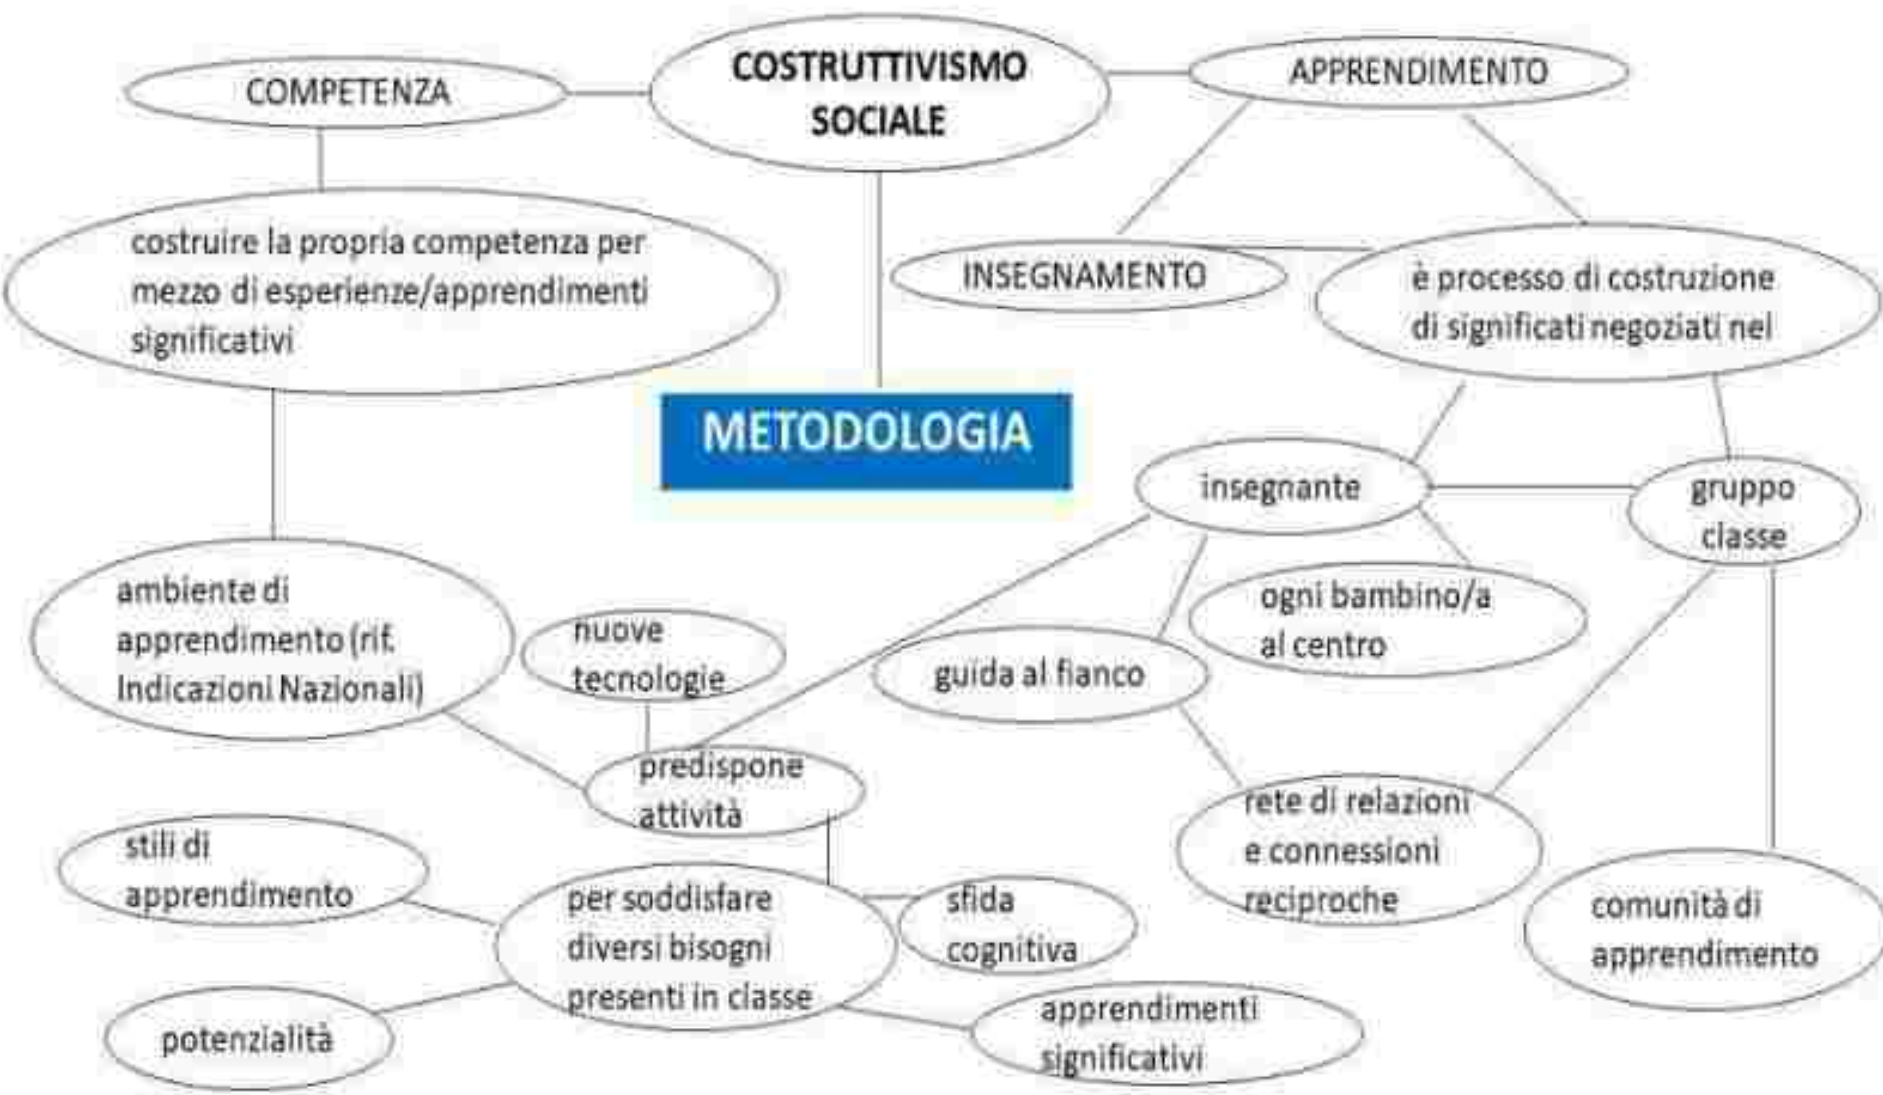 COSTRUTTIVISMO
SOCIALE
COMPETENZA
APPRENDIMENTO
costruire la propria competenza per
mezzo di esperienze/apprendimenti
significativi
INSEGNAMENTO
è processo di costruzione
di significati negoziati nel
METODOLOGIA
insegnante
gruppo
classe
ambiente di
apprendimento (rif.
Indicazioni Nazionali)
nuove
tecnologie
guida al fianco
ogni bambino/a
al centro
predispone
attività
rete di relazioni
e connessioni
reciproche
stili di
apprendimento
per soddisfare
diversi bisogni
presenti in classe
sfida
cognitiva
comunità di
apprendimento
potenzialità
apprendimenti
significativi